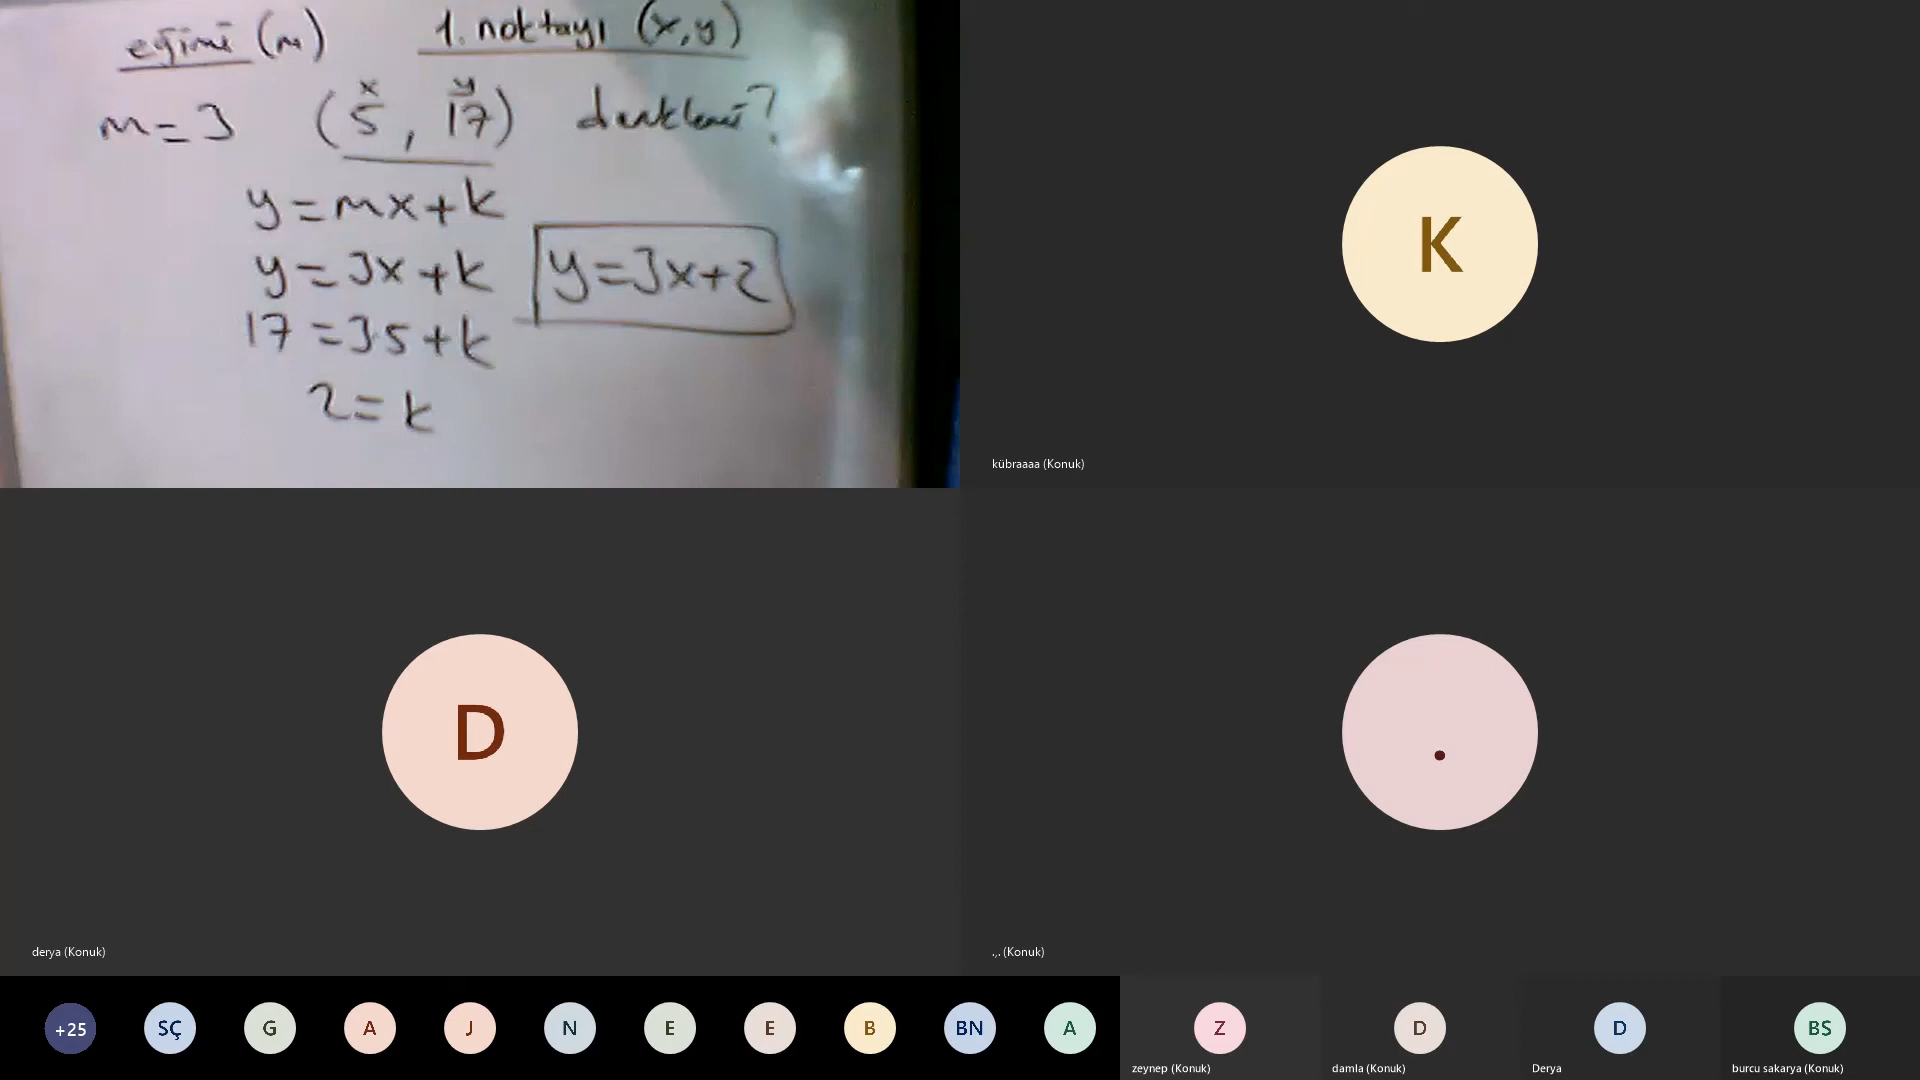 eğimi (m) 1. noktayı (x,y)
x y
m=3 (5, 17) denklemi?
y=mx+k
y=3x+k y=3x+2
17=3.5+k
2=k
K
kübraaaa (Konuk)
D
.
derya (Konuk)
.,. (Konuk)
+25 SÇ G A J N E E B BN A Z D D BS
zeynep (Konuk) damla (Konuk) Derya burcu sakarya (Konuk)